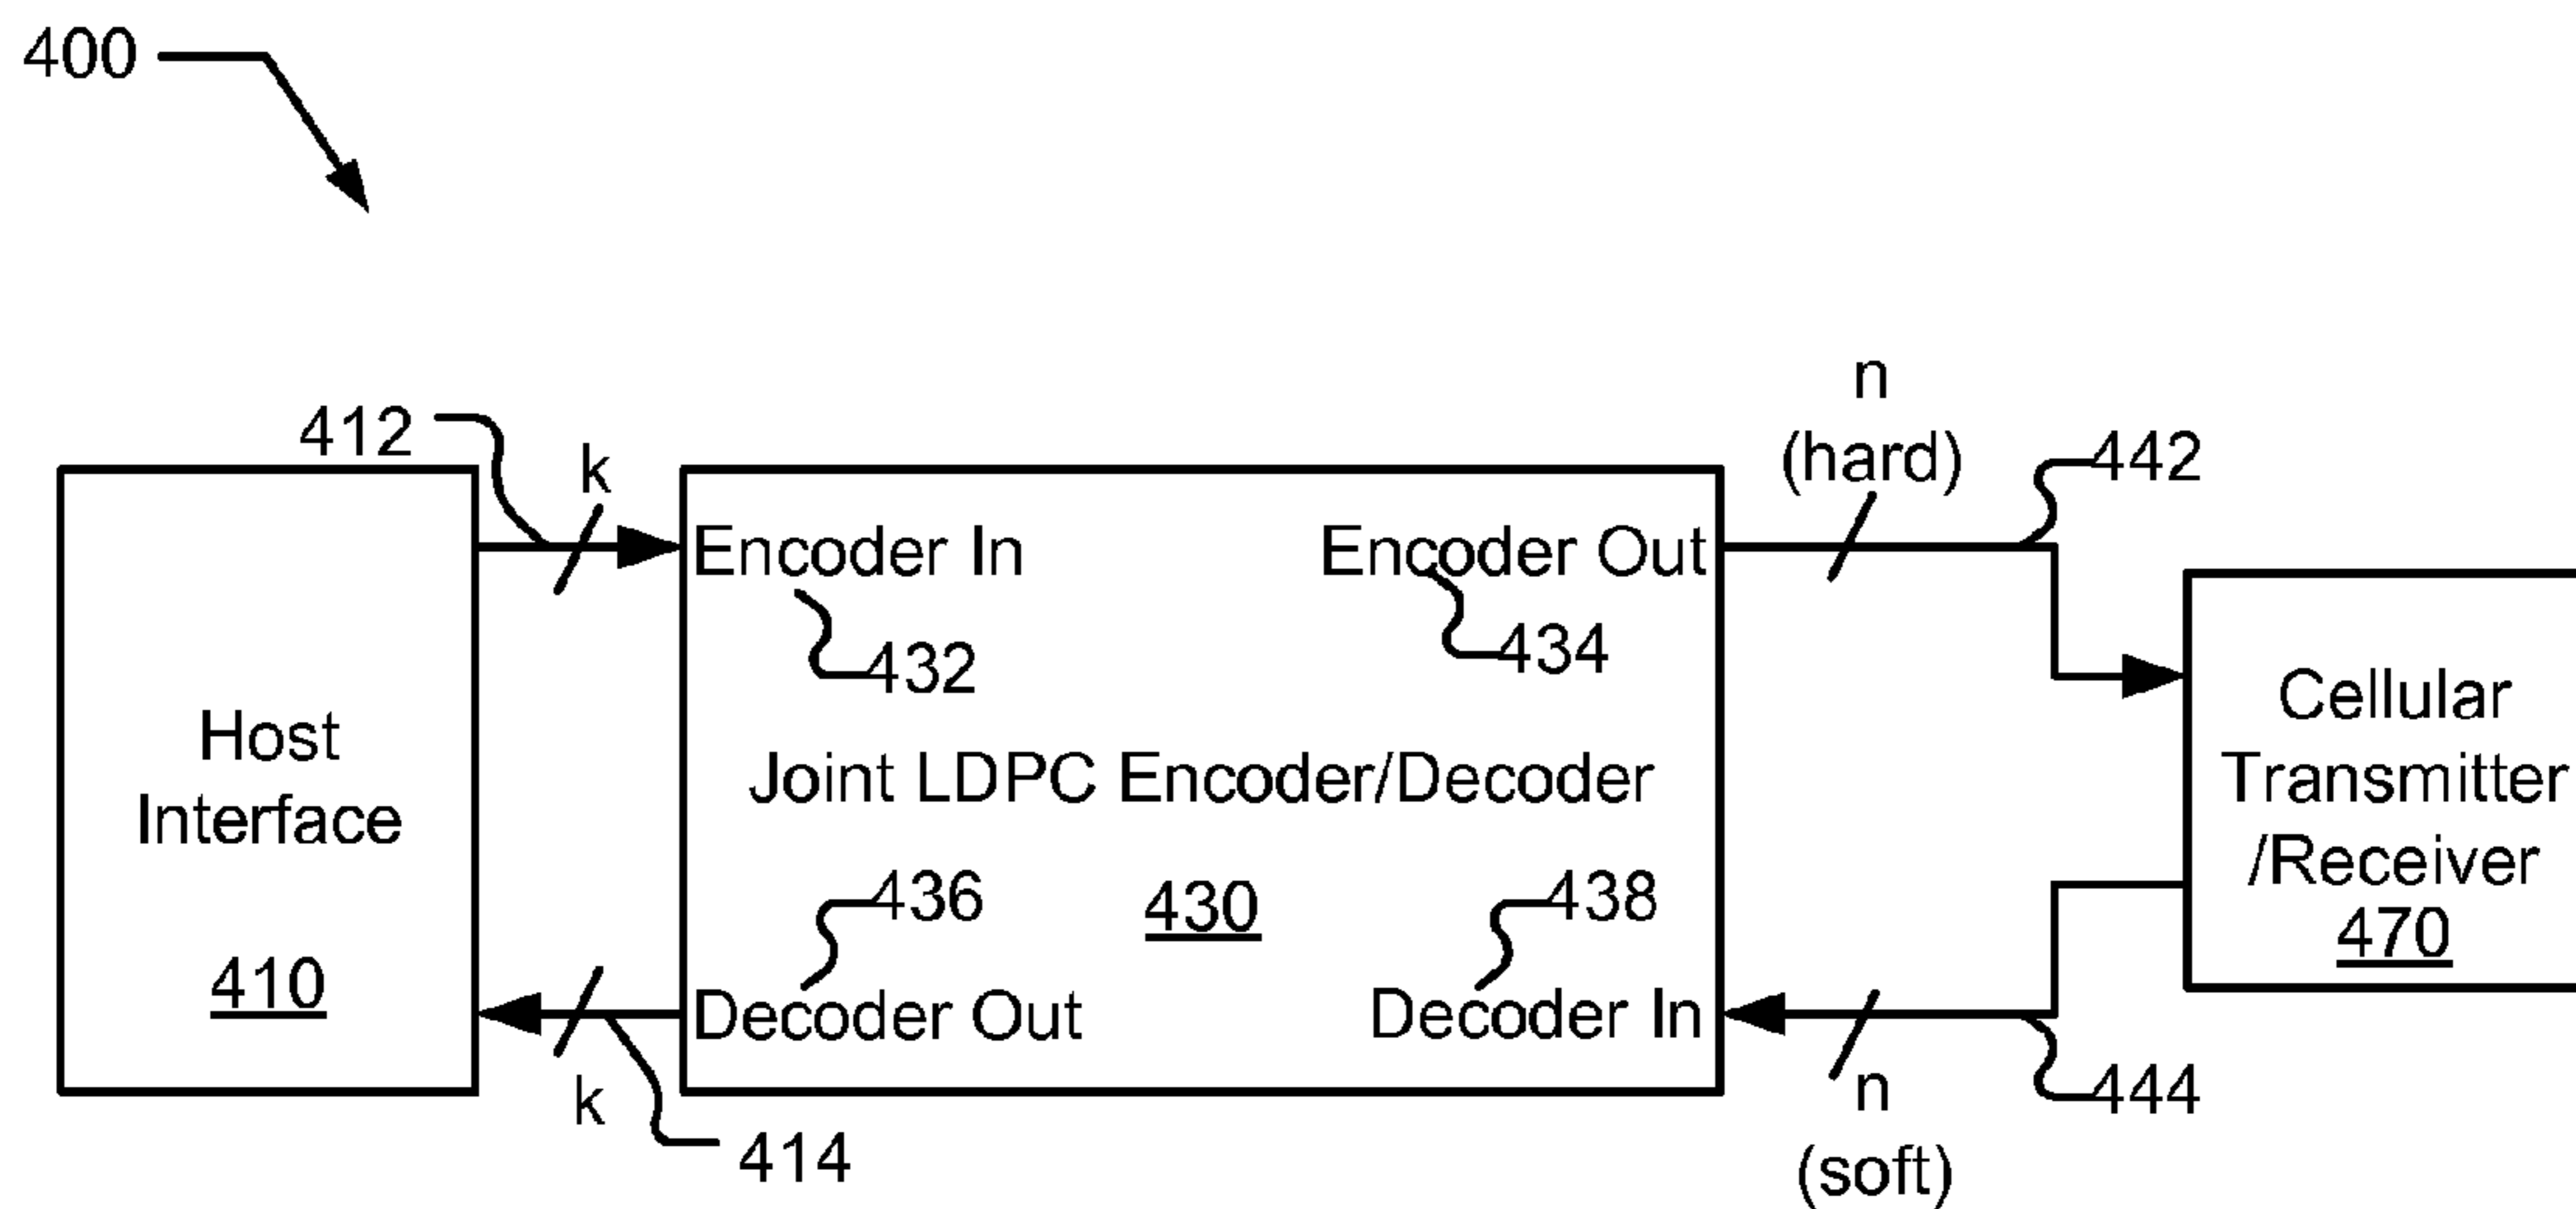 400
n
(hard)
412
k
442
Encoder In
Encoder Out
432
434
Host
Interface
410
Joint LDPC Encoder/Decoder
430
Cellular
Transmitter
/Receiver
470
436
438
Decoder Out
Decoder In
k
414
n
(soft)
444